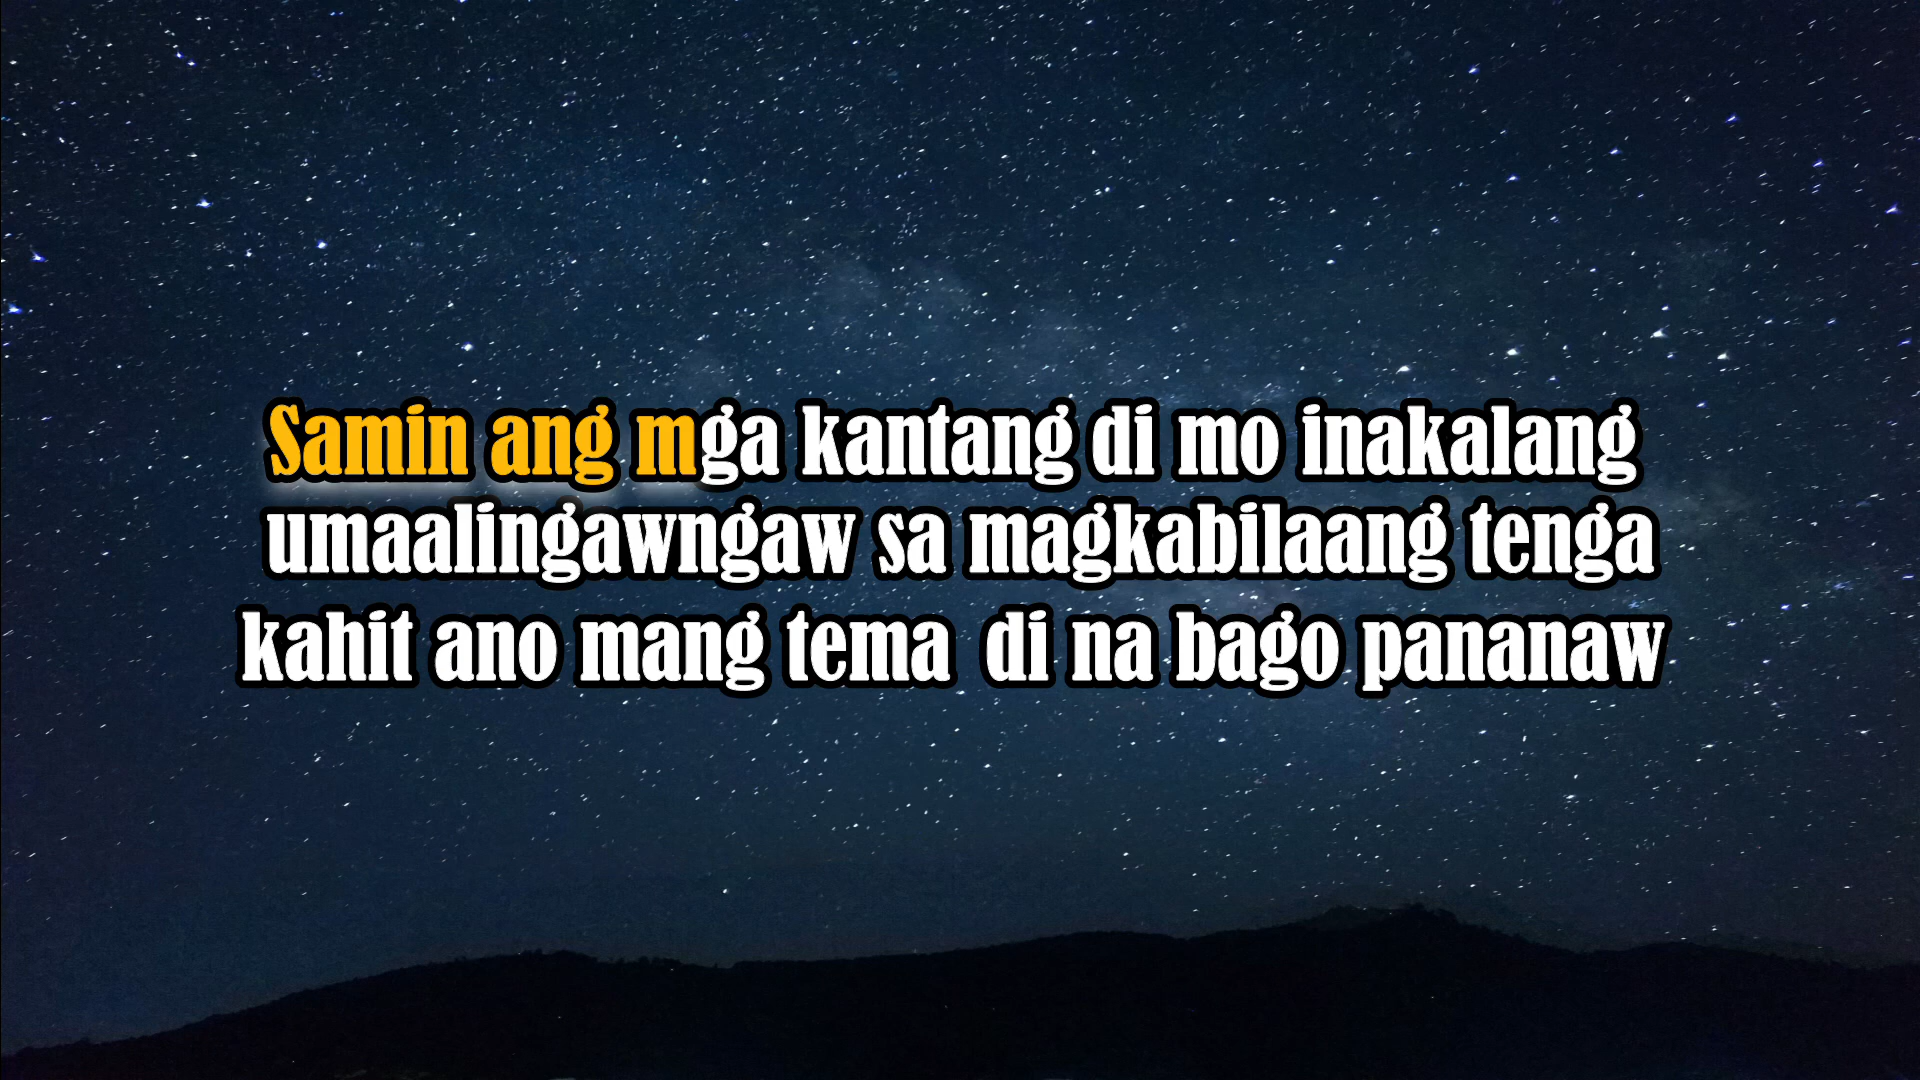 Samin ang mga kantang di mo inakalang
umaalingawngaw sa magkabilaang tenga
kahit ano mang tema di na bago pananaw